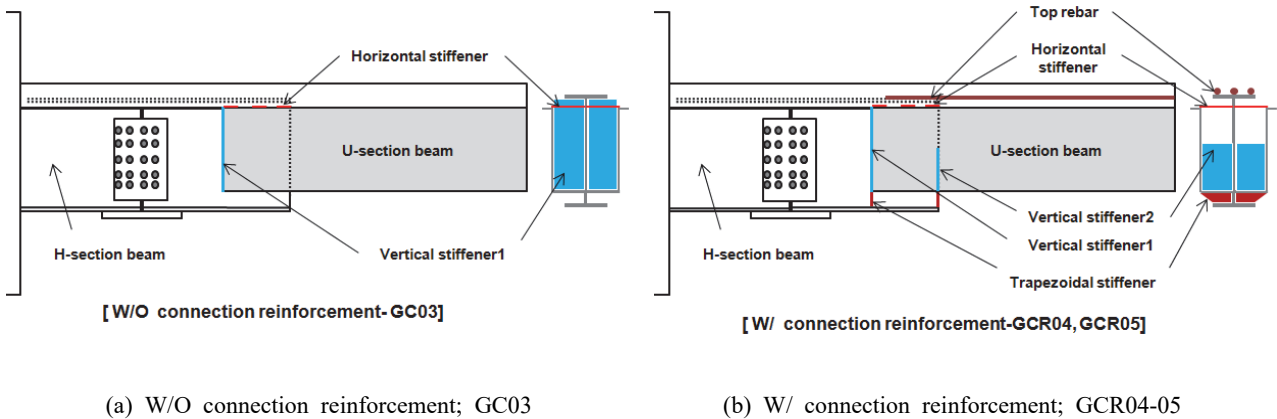 Horizontal stiffener
U-section beam
H-section beam
Vertical stiffener1
[ W/O connection reinforcement- GC03]
(a) W/O connection reinforcement; GC03
Top rebar
Horizontal
stiffener
U-section beam
Vertical stiffener2
H-section beam
Vertical stiffener1
Trapezoidal stiffener
[ W/ connection reinforcement-GCR04, GCR05]
(b) W/ connection reinforcement; GCR04-05